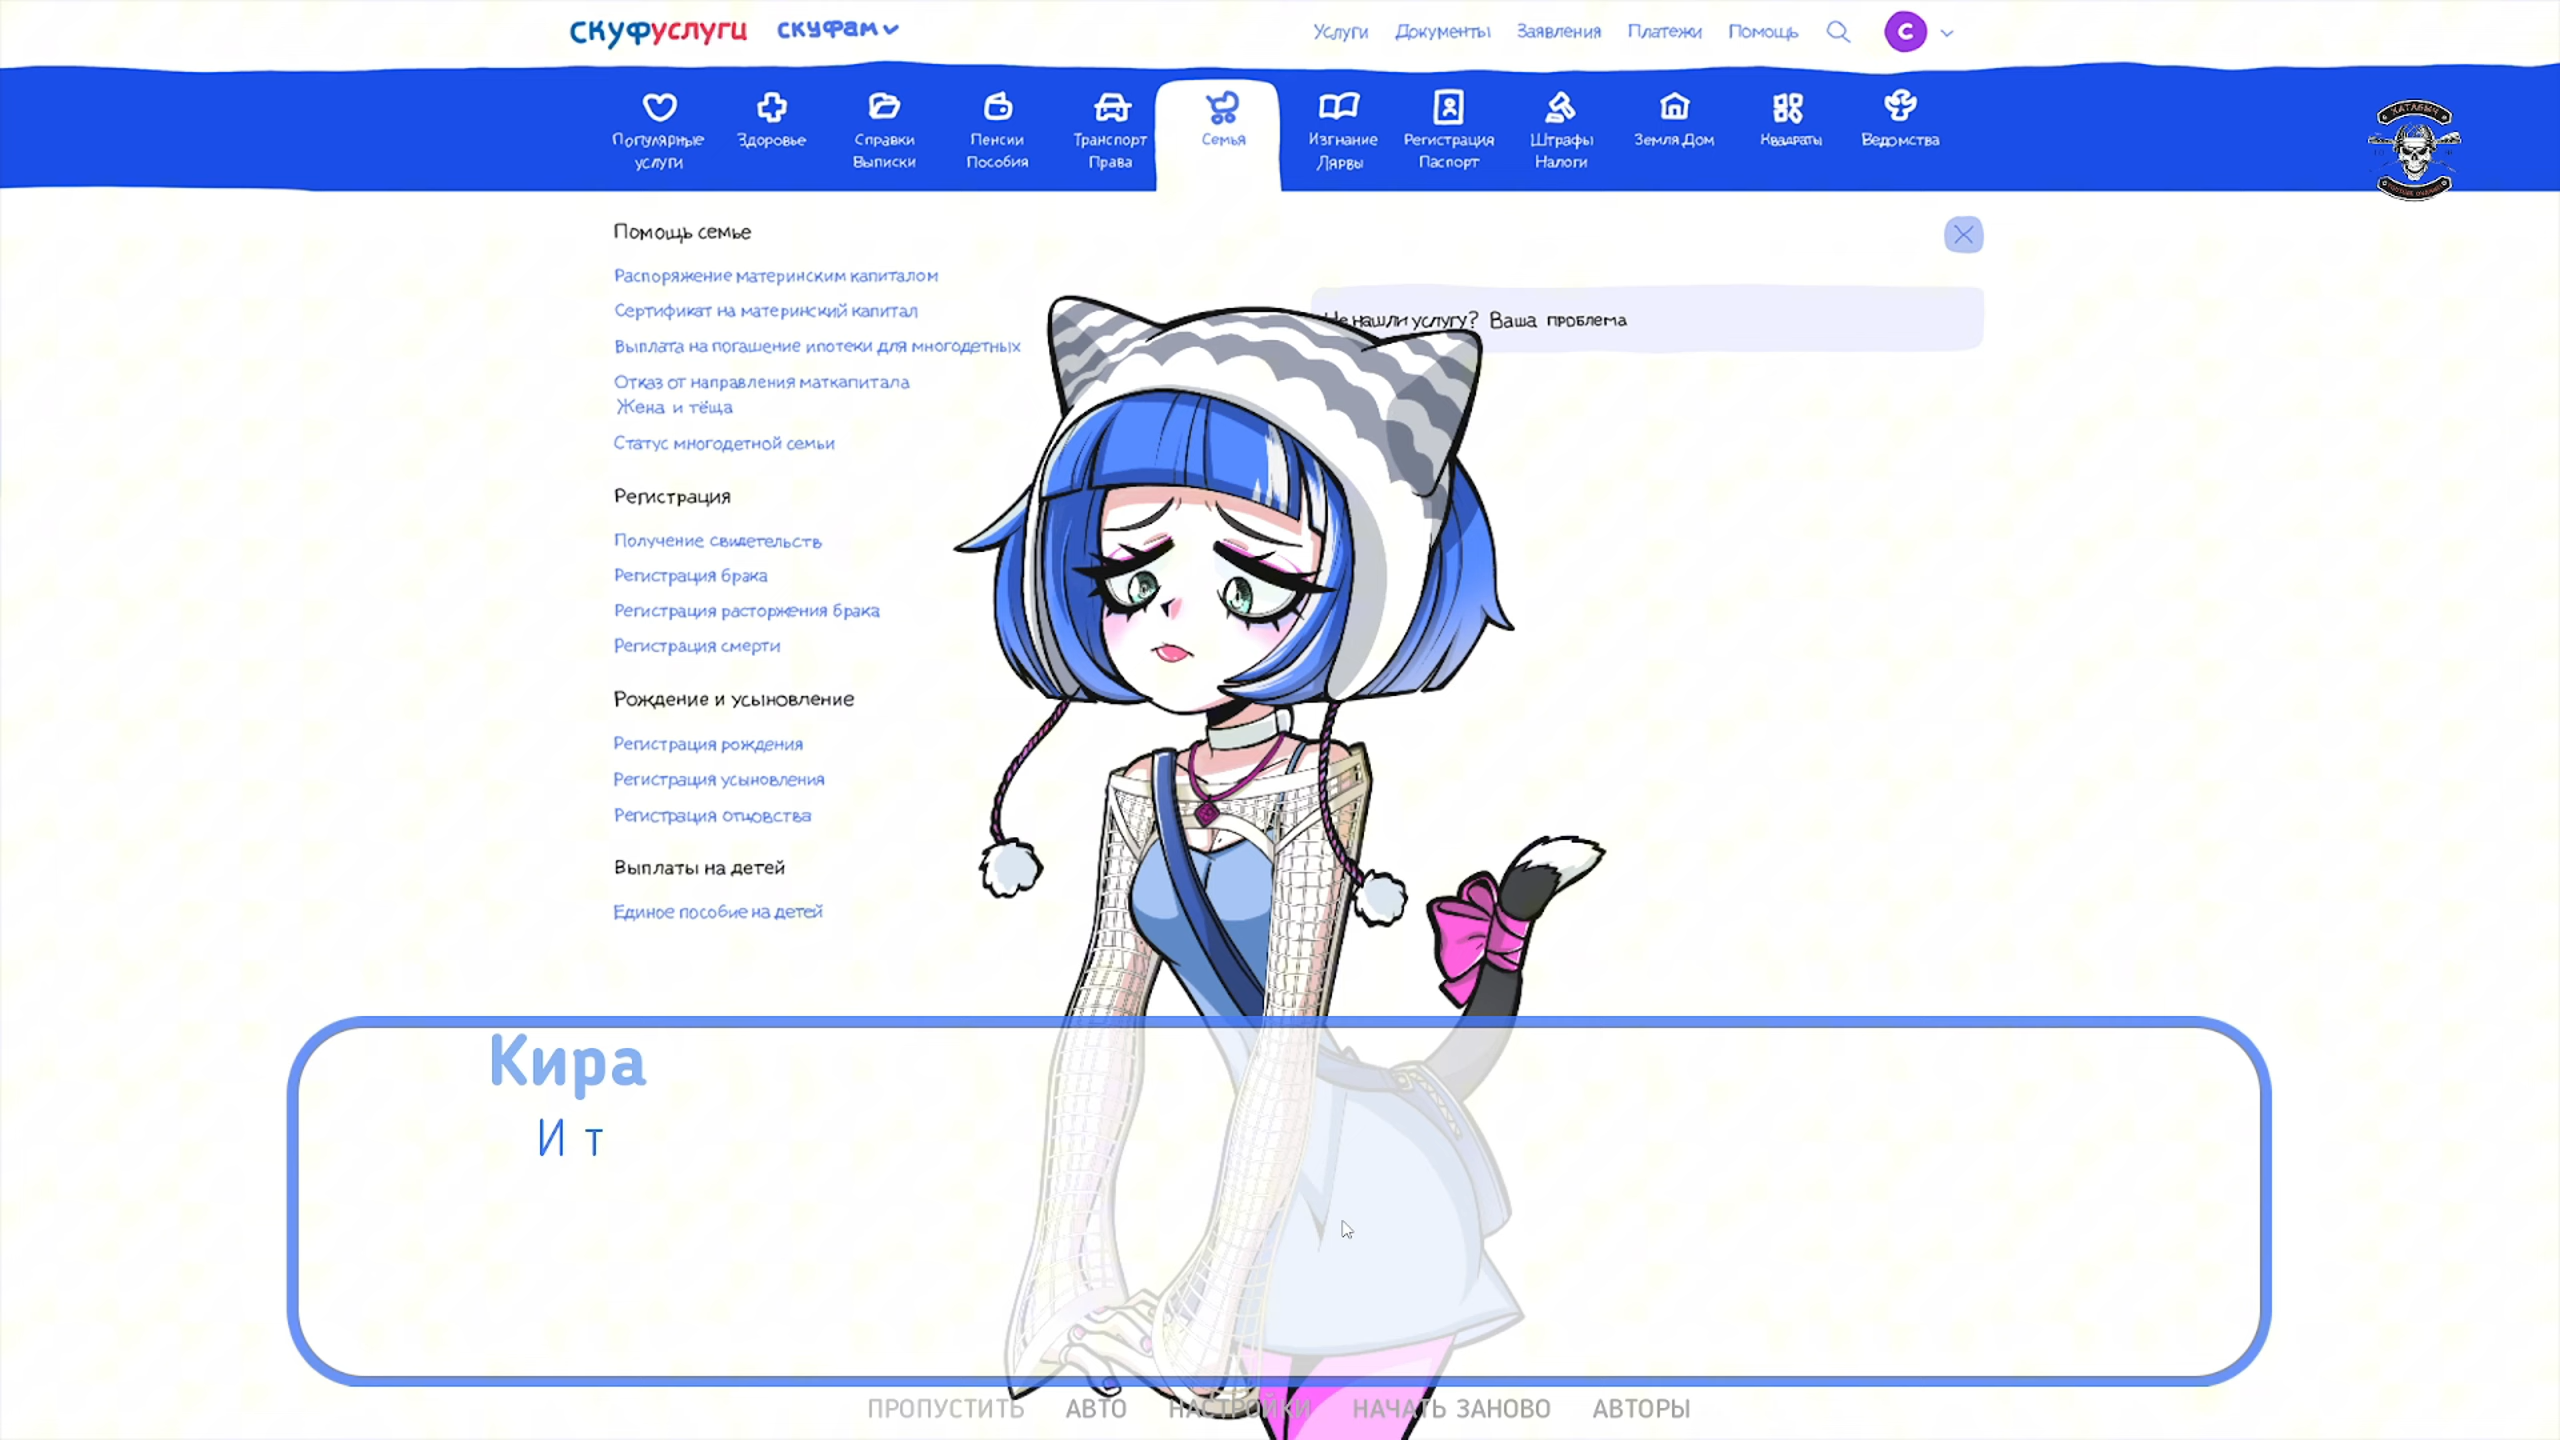 скуфуслуги скуфам Услуги Документы Заявления Платежи Помощь С
Популярные услуги
Здоровье
Справки Выписки
Пенсии Пособия
Транспорт Права
Семья
Изгнание Лярвы
Регистрация Паспорт
Штрафы Налоги
Земля Дом
Квадраты
Ведомства
ХАТАБЫЧ
Помощь семье
Распоряжение материнским капиталом
Сертификат на материнский капитал
Выплата на погашение ипотеки для многодетных
Отказ от направления маткапитала
Жена и тёща
Статус многодетной семьи
Не нашли услугу? Ваша проблема
Регистрация
Получение свидетельств
Регистрация брака
Регистрация расторжения брака
Регистрация смерти
Рождение и усыновление
Регистрация рождения
Регистрация усыновления
Регистрация отцовства
Выплаты на детей
Единое пособие на детей
Кира
И т
ПРОПУСТИТЬ АВТО НАСТРОЙКИ НАЧАТЬ ЗАНОВО АВТОРЫ